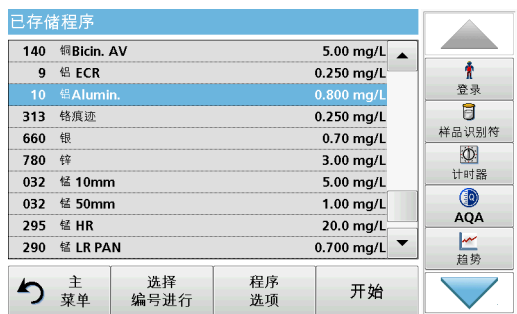 已存储程序
140 铜Bicin. AV 5.00 mg/L
9 铝 ECR 0.250 mg/L
10 铝Alumin. 0.800 mg/L
313 铬痕迹 0.250 mg/L
660 银 0.70 mg/L
780 锌 3.00 mg/L
032 锰 10mm 5.00 mg/L
032 锰 50mm 1.00 mg/L
295 锰 HR 20.0 mg/L
290 锰 LR PAN 0.700 mg/L
主
菜单
选择
编号进行
程序
选项
开始
登录
样品识别符
计时器
AQA
趋势